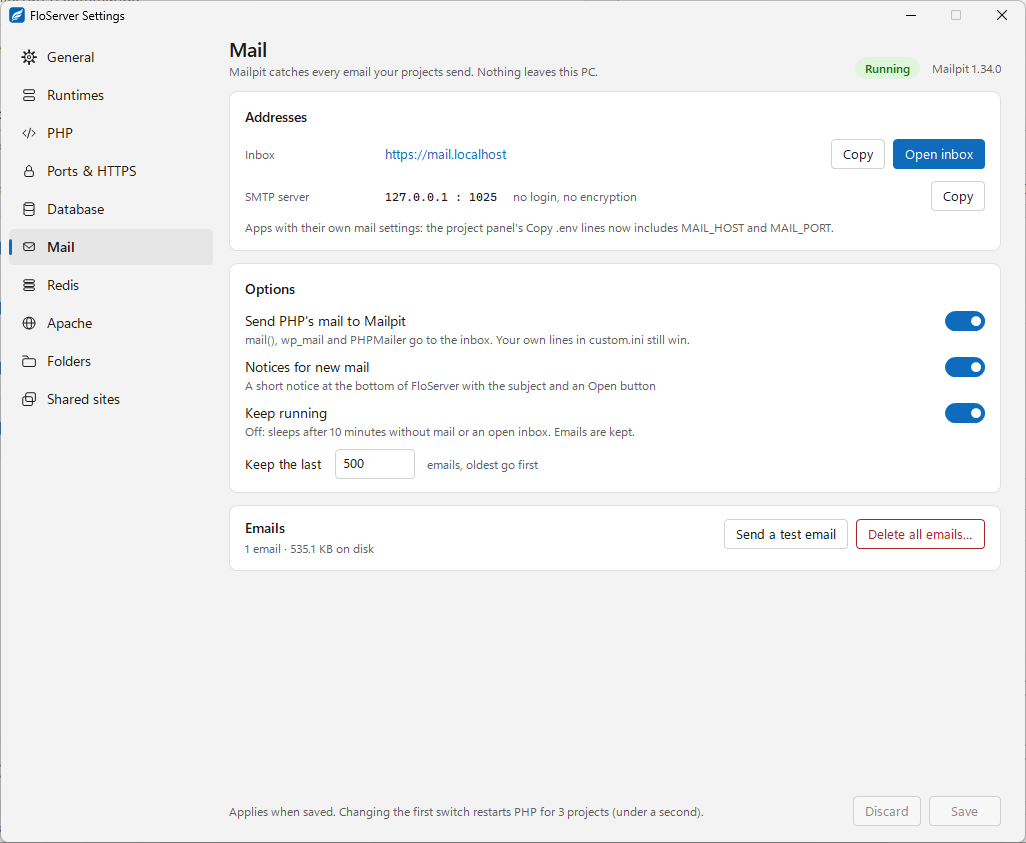 FloServer Settings
General
Runtimes
PHP
Ports & HTTPS
Database
Mail
Redis
Apache
Folders
Shared sites
Mail
Mailpit catches every email your projects send. Nothing leaves this PC.
Running
Mailpit 1.34.0
Addresses
Inbox
https://mail.localhost
Copy
Open inbox
SMTP server
127.0.0.1 : 1025
no login, no encryption
Copy
Apps with their own mail settings: the project panel's Copy .env lines now includes MAIL_HOST and MAIL_PORT.
Options
Send PHP's mail to Mailpit
mail(), wp_mail and PHPMailer go to the inbox. Your own lines in custom.ini still win.
Notices for new mail
A short notice at the bottom of FloServer with the subject and an Open button
Keep running
Off: sleeps after 10 minutes without mail or an open inbox. Emails are kept.
Keep the last
500
emails, oldest go first
Emails
1 email · 535.1 KB on disk
Send a test email
Delete all emails...
Applies when saved. Changing the first switch restarts PHP for 3 projects (under a second).
Discard
Save